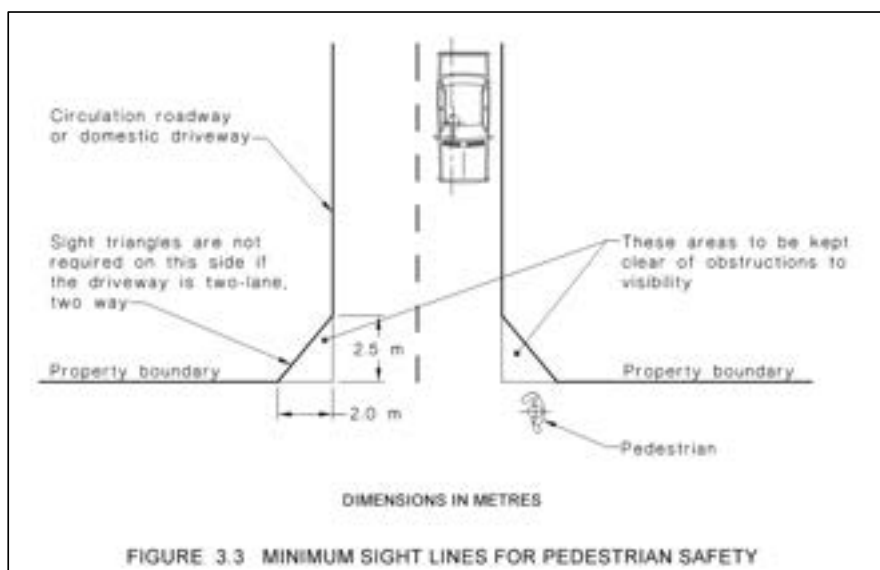 Circulation roadway
or domestic driveway
Sight triangles are not
required on this side if
the driveway is two-lane,
two way
These areas to be kept
clear of obstructions to
visibility
2.5 m
Property boundary
Property boundary
2.0 m
Pedestrian
DIMENSIONS IN METRES
FIGURE 3.3 MINIMUM SIGHT LINES FOR PEDESTRIAN SAFETY